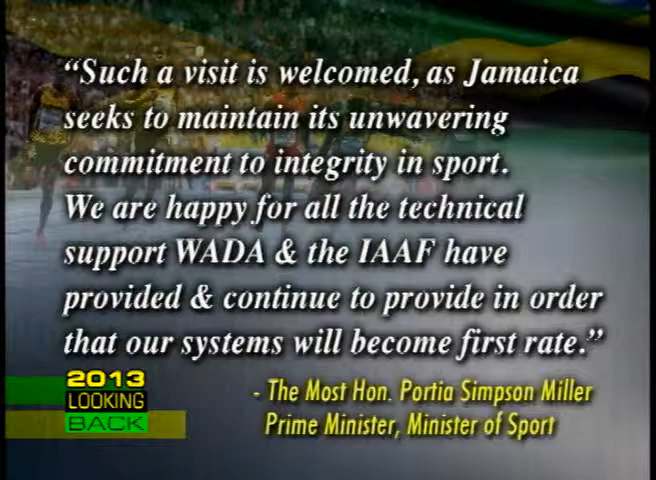 “Such a visit is welcomed, as Jamaica
seeks to maintain its unwavering
commitment to integrity in sport.
We are happy for all the technical
support WADA & the IAAF have
provided & continue to provide in order
that our systems will become first rate.”
- The Most Hon. Portia Simpson Miller
Prime Minister, Minister of Sport
2013
LOOKING
BACK